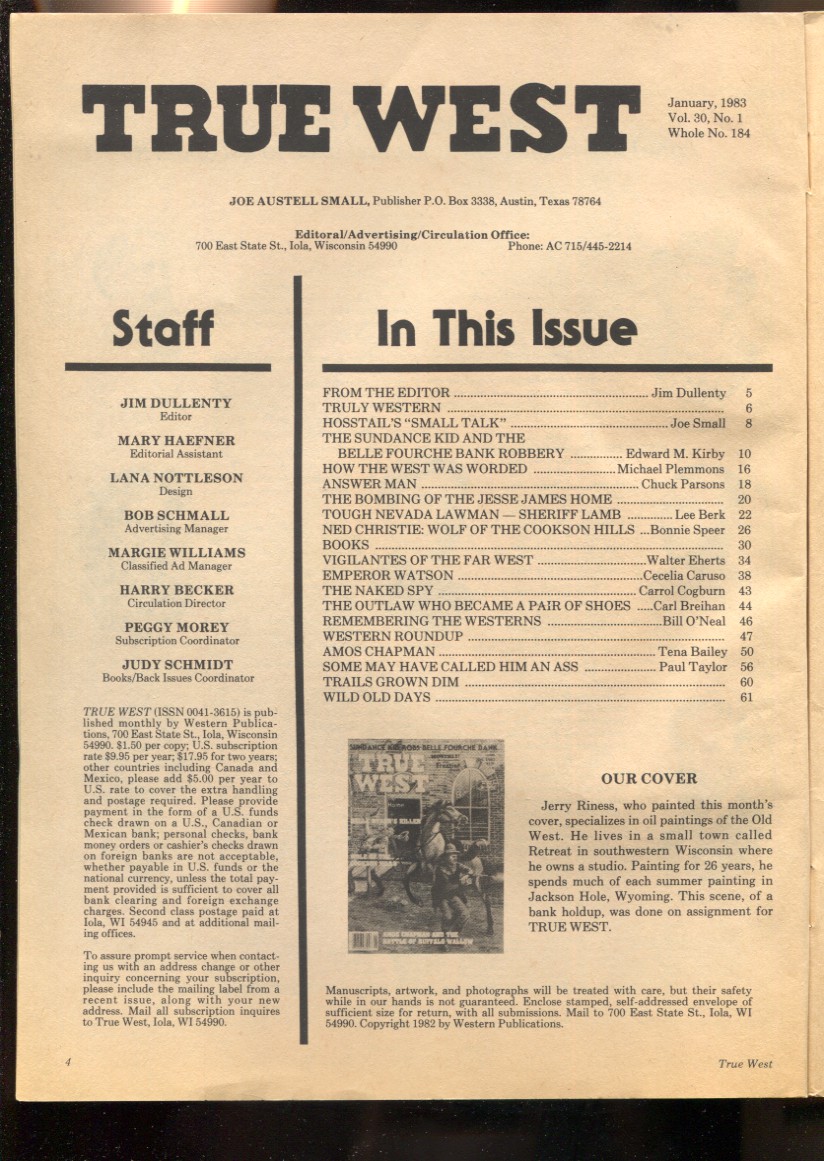 TRUE WEST
January, 1983
Vol. 30, No. 1
Whole No. 184
JOE AUSTELL SMALL, Publisher P.O. Box 3338, Austin, Texas 78764
Editoral/Advertising/Circulation Office:
700 East State St., Iola, Wisconsin 54990 Phone: AC 715/445-2214
Staff
JIM DULLENTY
Editor
MARY HAEFNER
Editorial Assistant
LANA NOTTLESON
Design
BOB SCHMALL
Advertising Manager
MARGIE WILLIAMS
Classified Ad Manager
HARRY BECKER
Circulation Director
PEGGY MOREY
Subscription Coordinator
JUDY SCHMIDT
Books/Back Issues Coordinator
TRUE WEST (ISSN 0041-3615) is pub-
lished monthly by Western Publica-
tions, 700 East State St., Iola, Wisconsin
54990. $1.50 per copy; U.S. subscription
rate $9.95 per year; $17.95 for two years;
other countries including Canada and
Mexico, please add $5.00 per year to
U.S. rate to cover the extra handling
and postage required. Please provide
payment in the form of a U.S. funds
check drawn on a U.S., Canadian or
Mexican bank; personal checks, bank
money orders or cashier's checks drawn
on foreign banks are not acceptable,
whether payable in U.S. funds or the
national currency, unless the total pay-
ment provided is sufficient to cover all
bank clearing and foreign exchange
charges. Second class postage paid at
Iola, WI 54945 and at additional mail-
ing offices.
To assure prompt service when contact-
ing us with an address change or other
inquiry concerning your subscription,
please include the mailing label from a
recent issue, along with your new
address. Mail all subscription inquires
to True West, Iola, WI 54990.
In This Issue
FROM THE EDITOR ........ Jim Dullenty 5
TRULY WESTERN ........ 6
HOSSTAIL'S "SMALL TALK" ........ Joe Small 8
THE SUNDANCE KID AND THE
BELLE FOURCHE BANK ROBBERY ........ Edward M. Kirby 10
HOW THE WEST WAS WORDED ........ Michael Plemmons 16
ANSWER MAN ........ Chuck Parsons 18
THE BOMBING OF THE JESSE JAMES HOME ........ 20
TOUGH NEVADA LAWMAN — SHERIFF LAMB ........ Lee Berk 22
NED CHRISTIE: WOLF OF THE COOKSON HILLS ...Bonnie Speer 26
BOOKS ........ 30
VIGILANTES OF THE FAR WEST ........ Walter Eherts 34
EMPEROR WATSON ........ Cecelia Caruso 38
THE NAKED SPY ........ Carrol Cogburn 43
THE OUTLAW WHO BECAME A PAIR OF SHOES .....Carl Breihan 44
REMEMBERING THE WESTERNS ........ Bill O'Neal 46
WESTERN ROUNDUP ........ 47
AMOS CHAPMAN ........ Tena Bailey 50
SOME MAY HAVE CALLED HIM AN ASS ........ Paul Taylor 56
TRAILS GROWN DIM ........ 60
WILD OLD DAYS ........ 61
SUNDANCE KID ROBS BELLE FOURCHE BANK
TRUE
WEST
AMOS CHAPMAN AND THE
BATTLE OF BUFFALO WALLOW
OUR COVER
Jerry Riness, who painted this month's
cover, specializes in oil paintings of the Old
West. He lives in a small town called
Retreat in southwestern Wisconsin where
he owns a studio. Painting for 26 years, he
spends much of each summer painting in
Jackson Hole, Wyoming. This scene, of a
bank holdup, was done on assignment for
TRUE WEST.
Manuscripts, artwork, and photographs will be treated with care, but their safety
while in our hands is not guaranteed. Enclose stamped, self-addressed envelope of
sufficient size for return, with all submissions. Mail to 700 East State St., Iola, WI
54990. Copyright 1982 by Western Publications.
4
True West